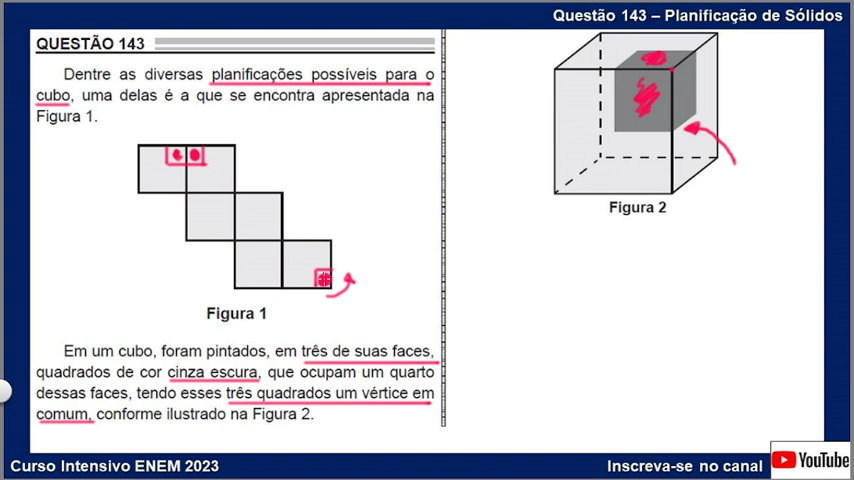 Questão 143 – Planificação de Sólidos
QUESTÃO 143
Dentre as diversas planificações possíveis para o
cubo, uma delas é a que se encontra apresentada na
Figura 1.
Figura 1
Em um cubo, foram pintados, em três de suas faces,
quadrados de cor cinza escura, que ocupam um quarto
dessas faces, tendo esses três quadrados um vértice em
comum, conforme ilustrado na Figura 2.
Figura 2
Curso Intensivo ENEM 2023
Inscreva-se no canal
YouTube